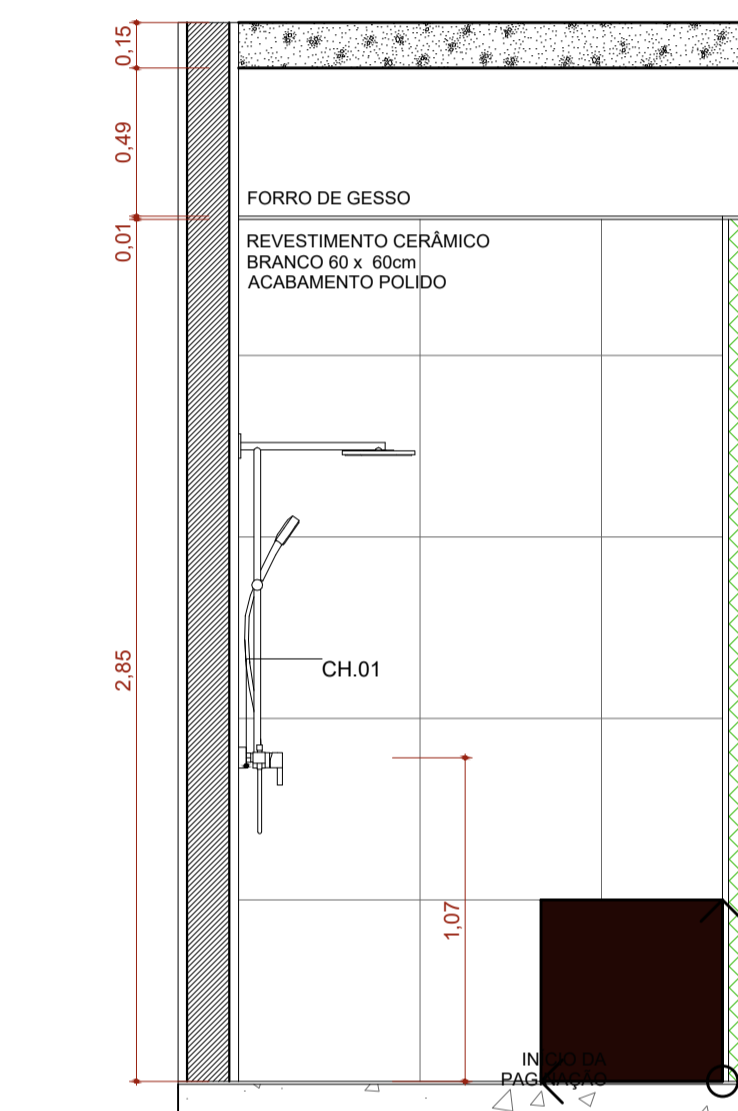 0,15
0,49
FORRO DE GESSO
0,01
REVESTIMENTO CERÂMICO
BRANCO 60 x 60cm
ACABAMENTO POLIDO
2,85
CH.01
1,07
INÍCIO DA
PAGINAÇÃO